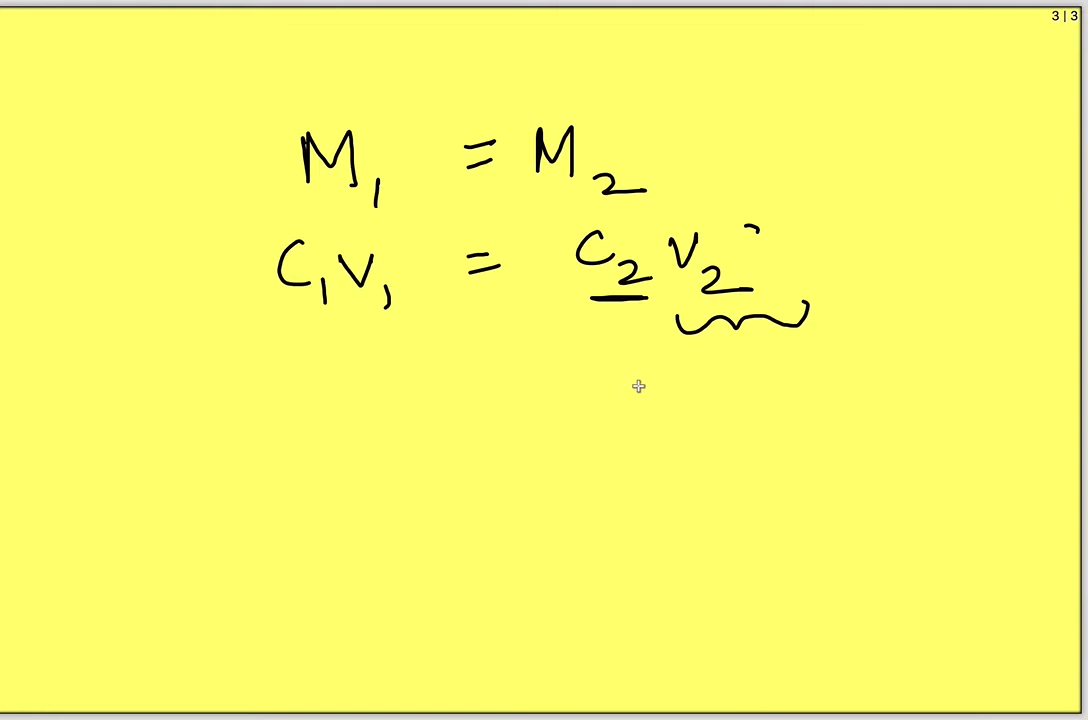 3 | 3
M₁ = M₂
C₁V₁ = C₂V₂